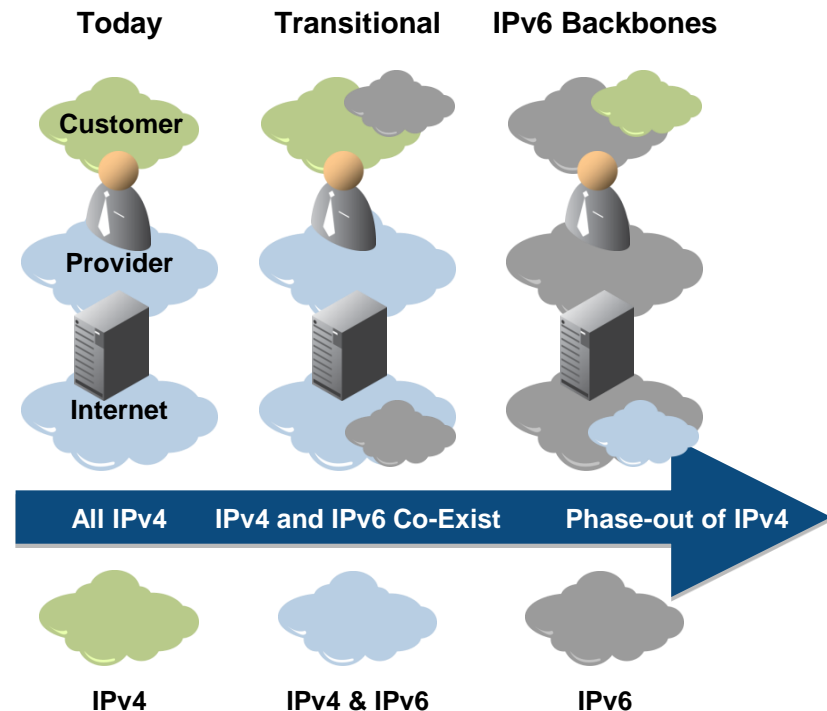 Today
Transitional
IPv6 Backbones
Customer
Provider
Internet
All IPv4
IPv4 and IPv6 Co-Exist
Phase-out of IPv4
IPv4
IPv4 & IPv6
IPv6